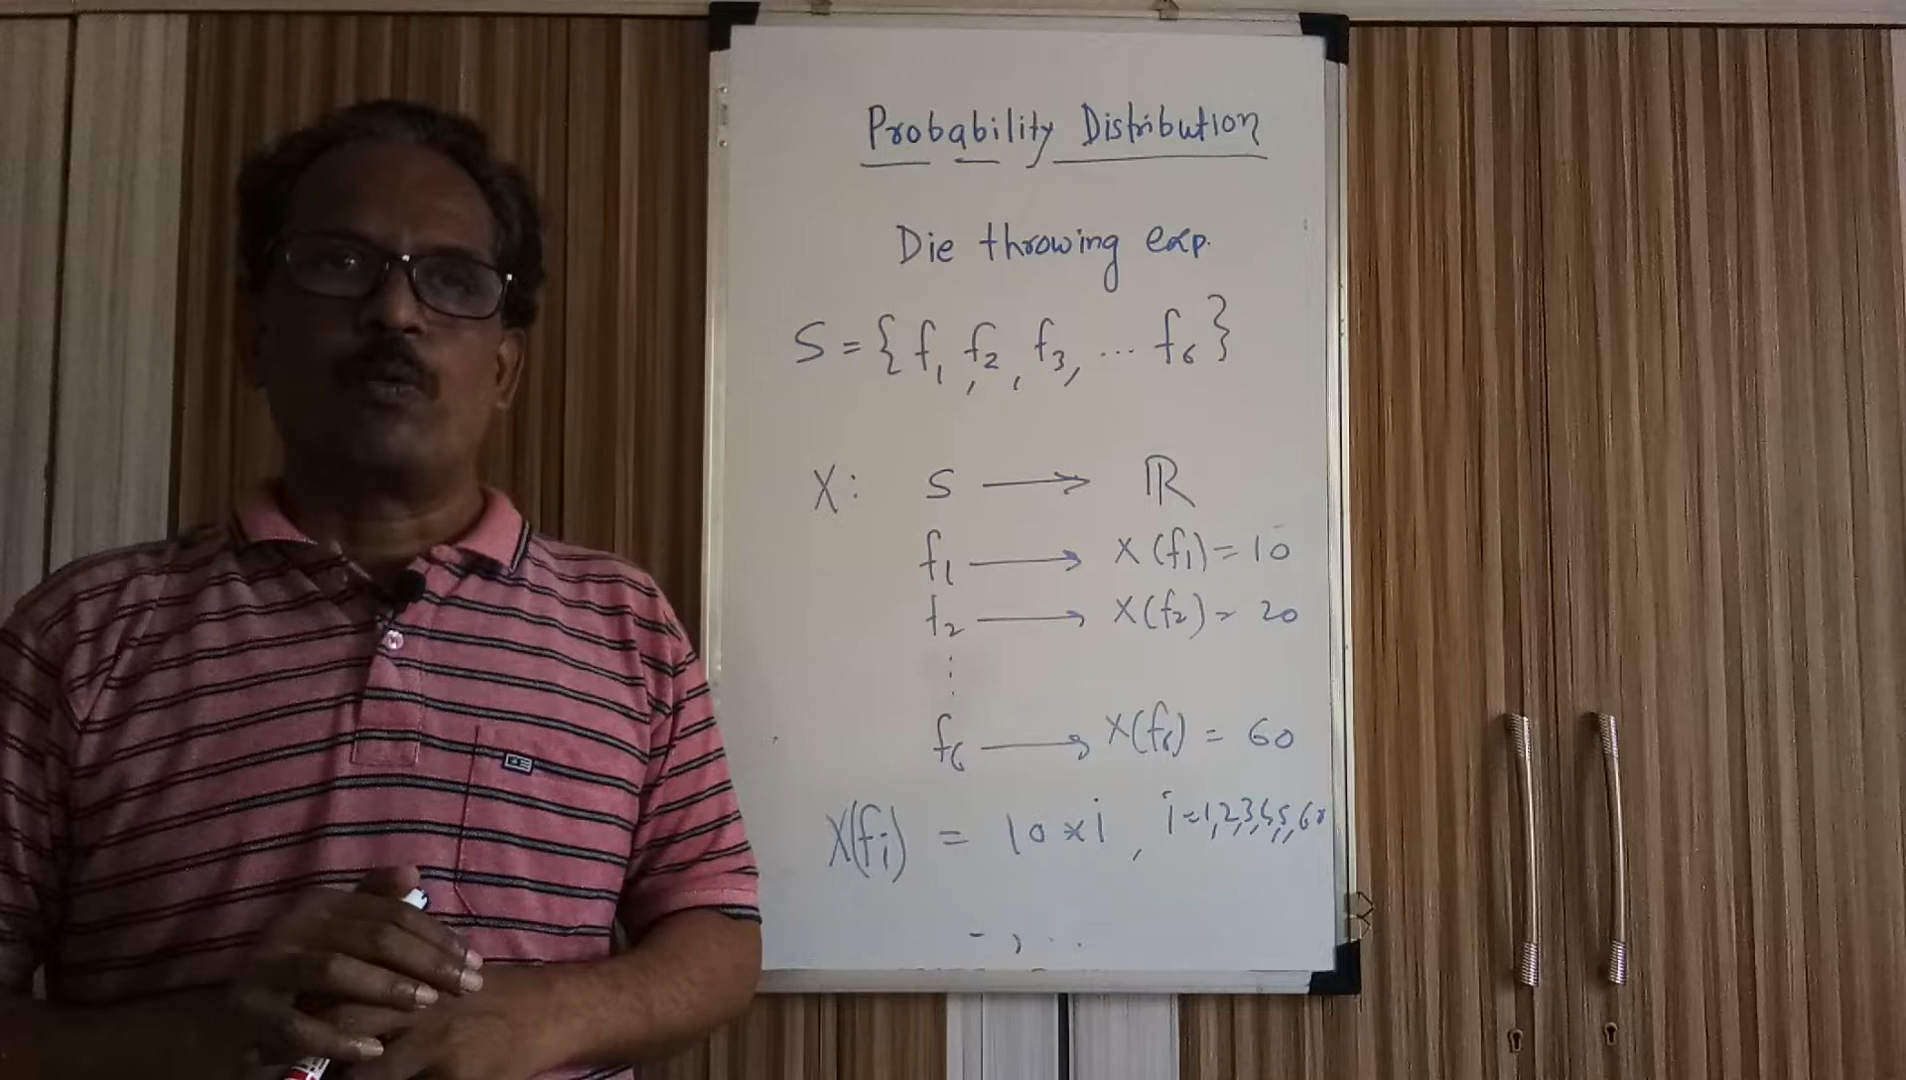 Probability Distribution
Die throwing exp.
S = { f1, f2, f3, ... f6 }
X: S ⟶ ℝ
f1 ⟶ X(f1) = 10
f2 ⟶ X(f2) = 20
⋮
f6 ⟶ X(f6) = 60
X(fi) = 10 × i, i = 1,2,3,4,5,6